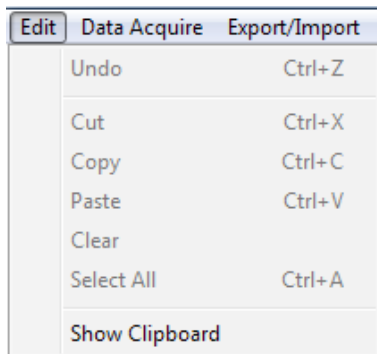 Edit Data Acquire Export/Import
Undo Ctrl+Z
Cut Ctrl+X
Copy Ctrl+C
Paste Ctrl+V
Clear
Select All Ctrl+A
Show Clipboard